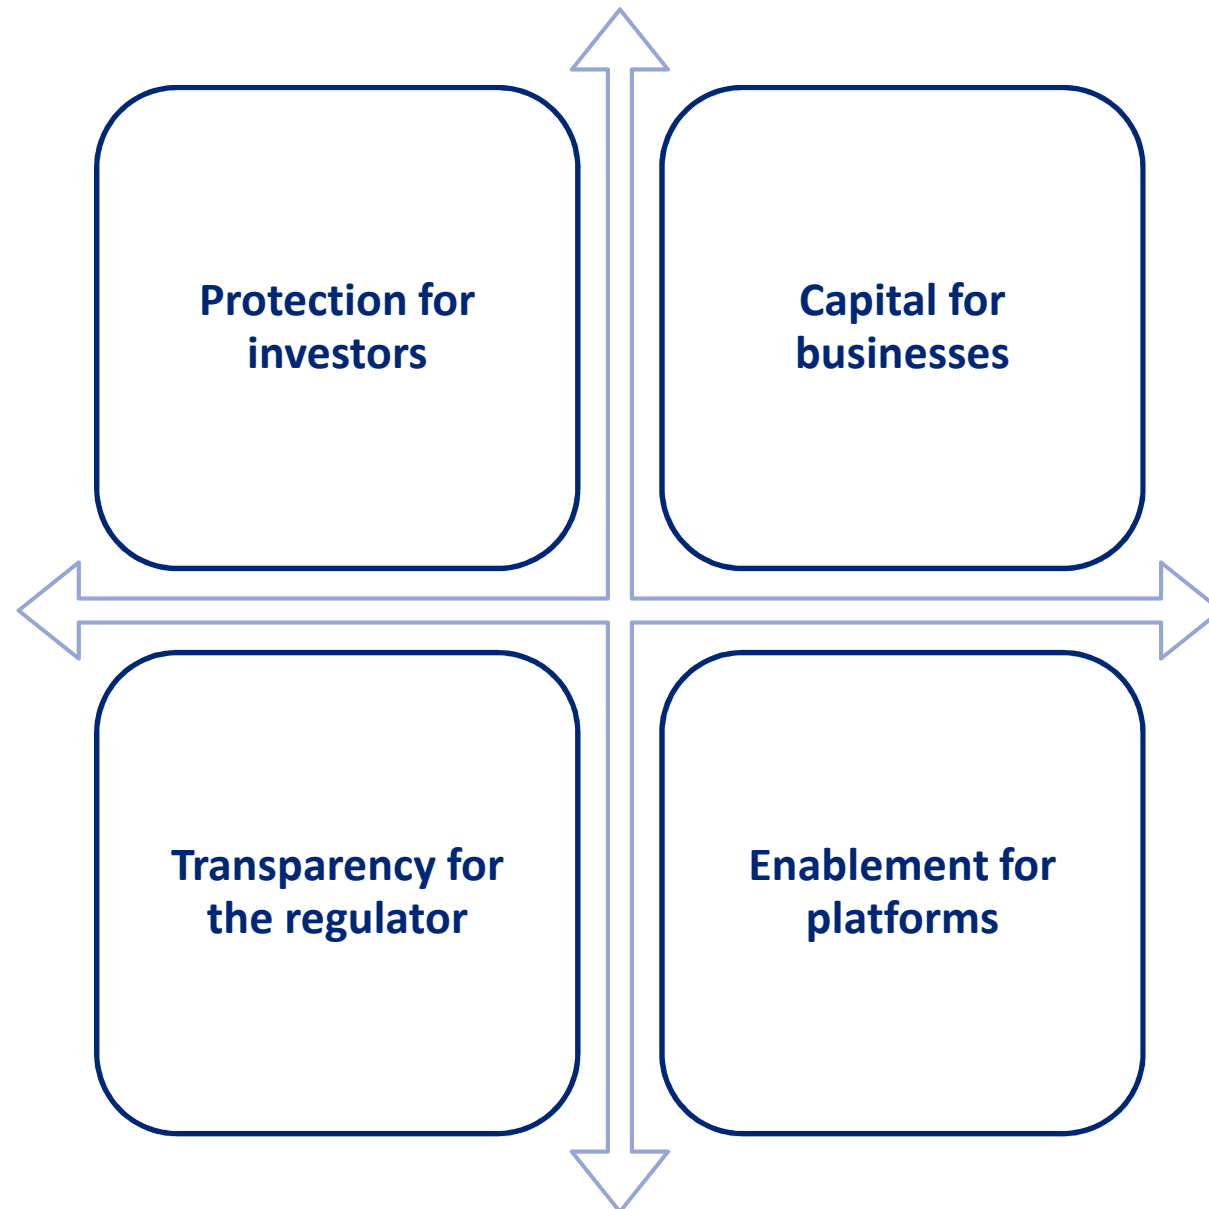 Protection for
investors
Capital for
businesses
Transparency for
the regulator
Enablement for
platforms